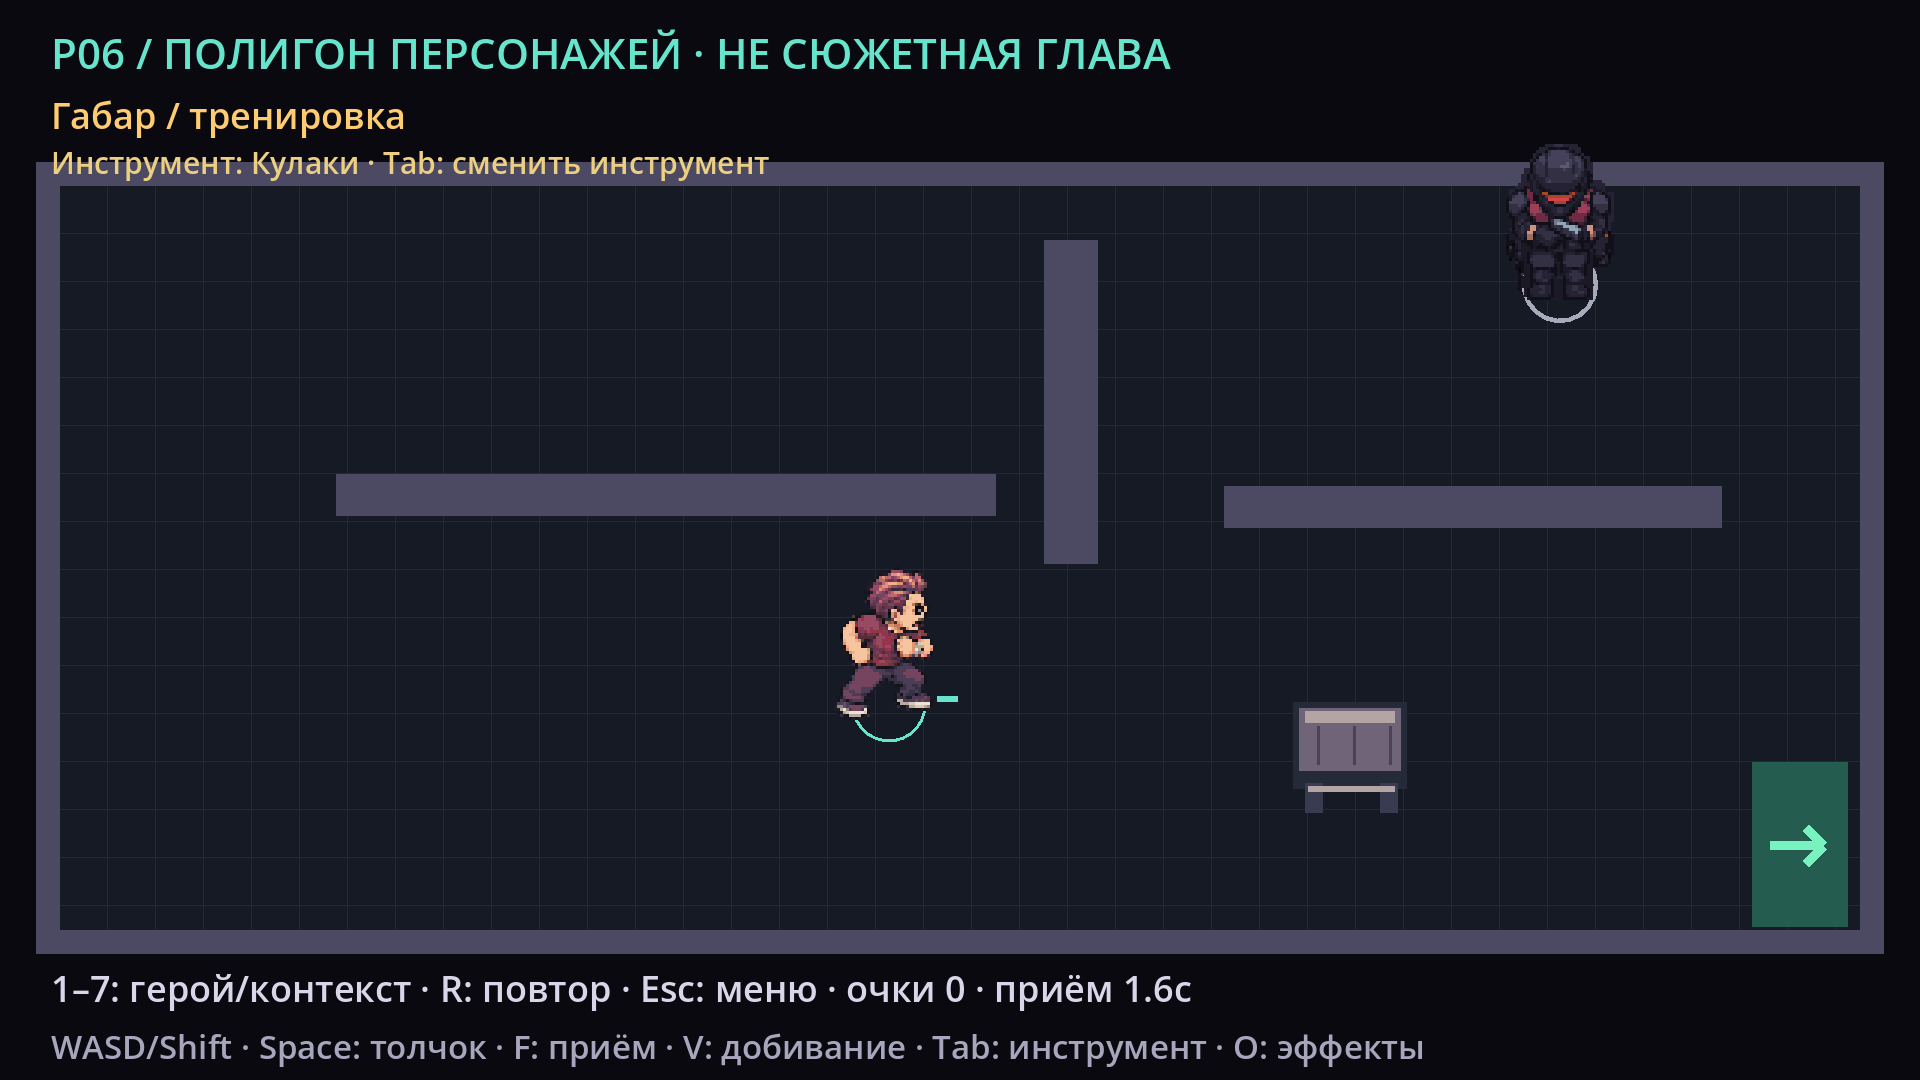 P06 / ПОЛИГОН ПЕРСОНАЖЕЙ · НЕ СЮЖЕТНАЯ ГЛАВА
Габар / тренировка
Инструмент: Кулаки · Tab: сменить инструмент
1–7: герой/контекст · R: повтор · Esc: меню · очки 0 · приём 1.6с
WASD/Shift · Space: толчок · F: приём · V: добивание · Tab: инструмент · O: эффекты